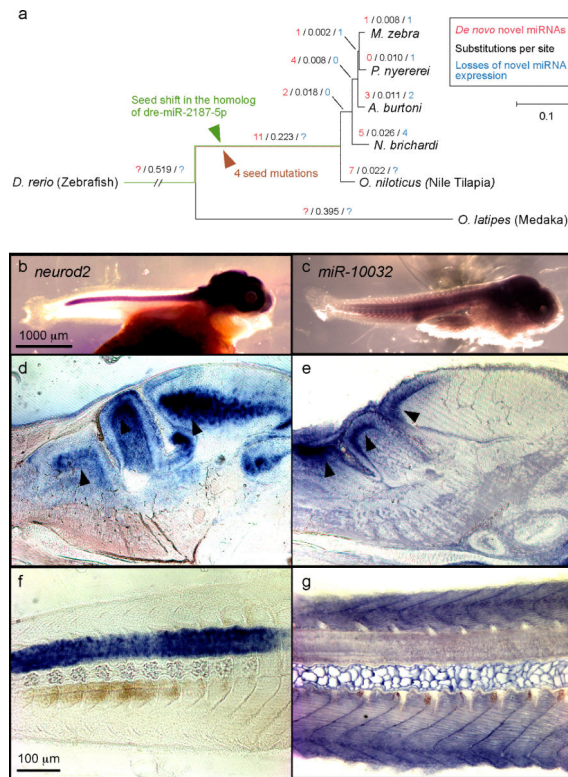 a
1 / 0.008 / 1
M. zebra
1 / 0.002 / 1
0 / 0.010 / 1
P. nyererei
4 / 0.008 / 0
3 / 0.011 / 2
A. burtoni
2 / 0.018 / 0
5 / 0.026 / 4
N. brichardi
De novo novel miRNAs
Substitutions per site
Losses of novel miRNA
expression
0.1
Seed shift in the homolog
of dre-miR-2187-5p
11 / 0.223 / ?
4 seed mutations
7 / 0.022 / ?
O. niloticus (Nile Tilapia)
D. rerio (Zebrafish)
? / 0.519 / ?
? / 0.395 / ?
O. latipes (Medaka)
b neurod2
1000 μm
c miR-10032
d
e
f
100 μm
g